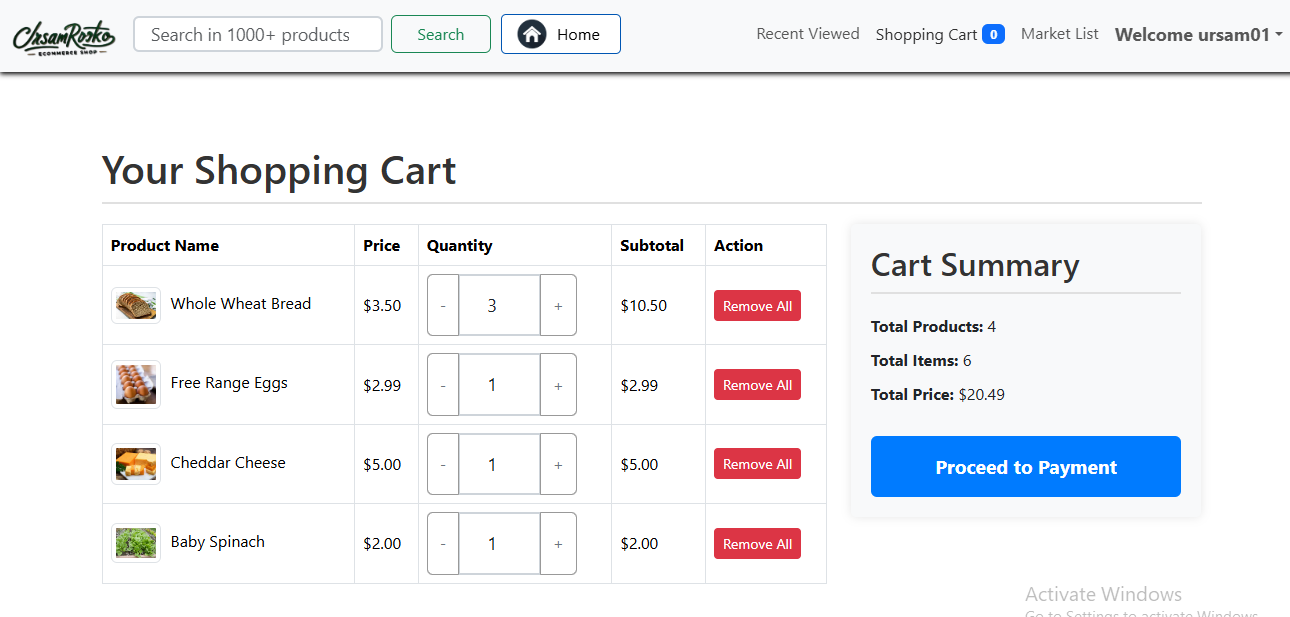 UrsamRosko
ECOMMERCE SHOP
Search in 1000+ products
Search
Home
Recent Viewed
Shopping Cart 0
Market List
Welcome ursam01
Your Shopping Cart
Product Name Price Quantity Subtotal Action
Whole Wheat Bread $3.50 - 3 + $10.50 Remove All
Free Range Eggs $2.99 - 1 + $2.99 Remove All
Cheddar Cheese $5.00 - 1 + $5.00 Remove All
Baby Spinach $2.00 - 1 + $2.00 Remove All
Cart Summary
Total Products: 4
Total Items: 6
Total Price: $20.49
Proceed to Payment
Activate Windows
Go to Settings to activate Windows.